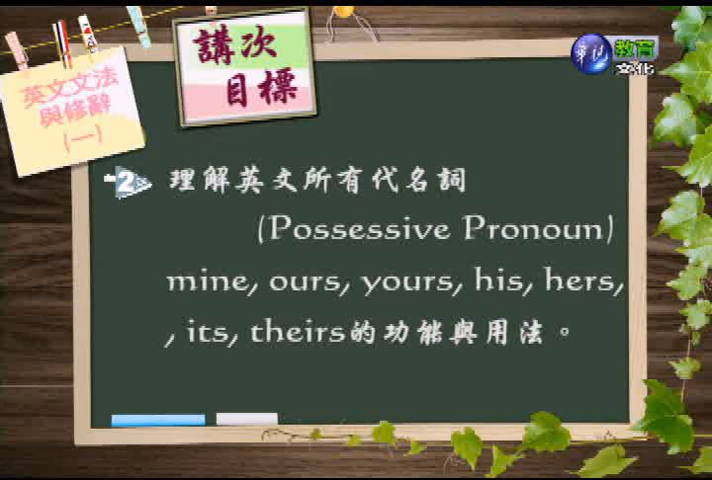 英文文法
與修辭
(一)
講次
目標
華視
教育
文化
2 理解英文所有代名詞
(Possessive Pronoun)
mine, ours, yours, his, hers,
, its, theirs的功能與用法。